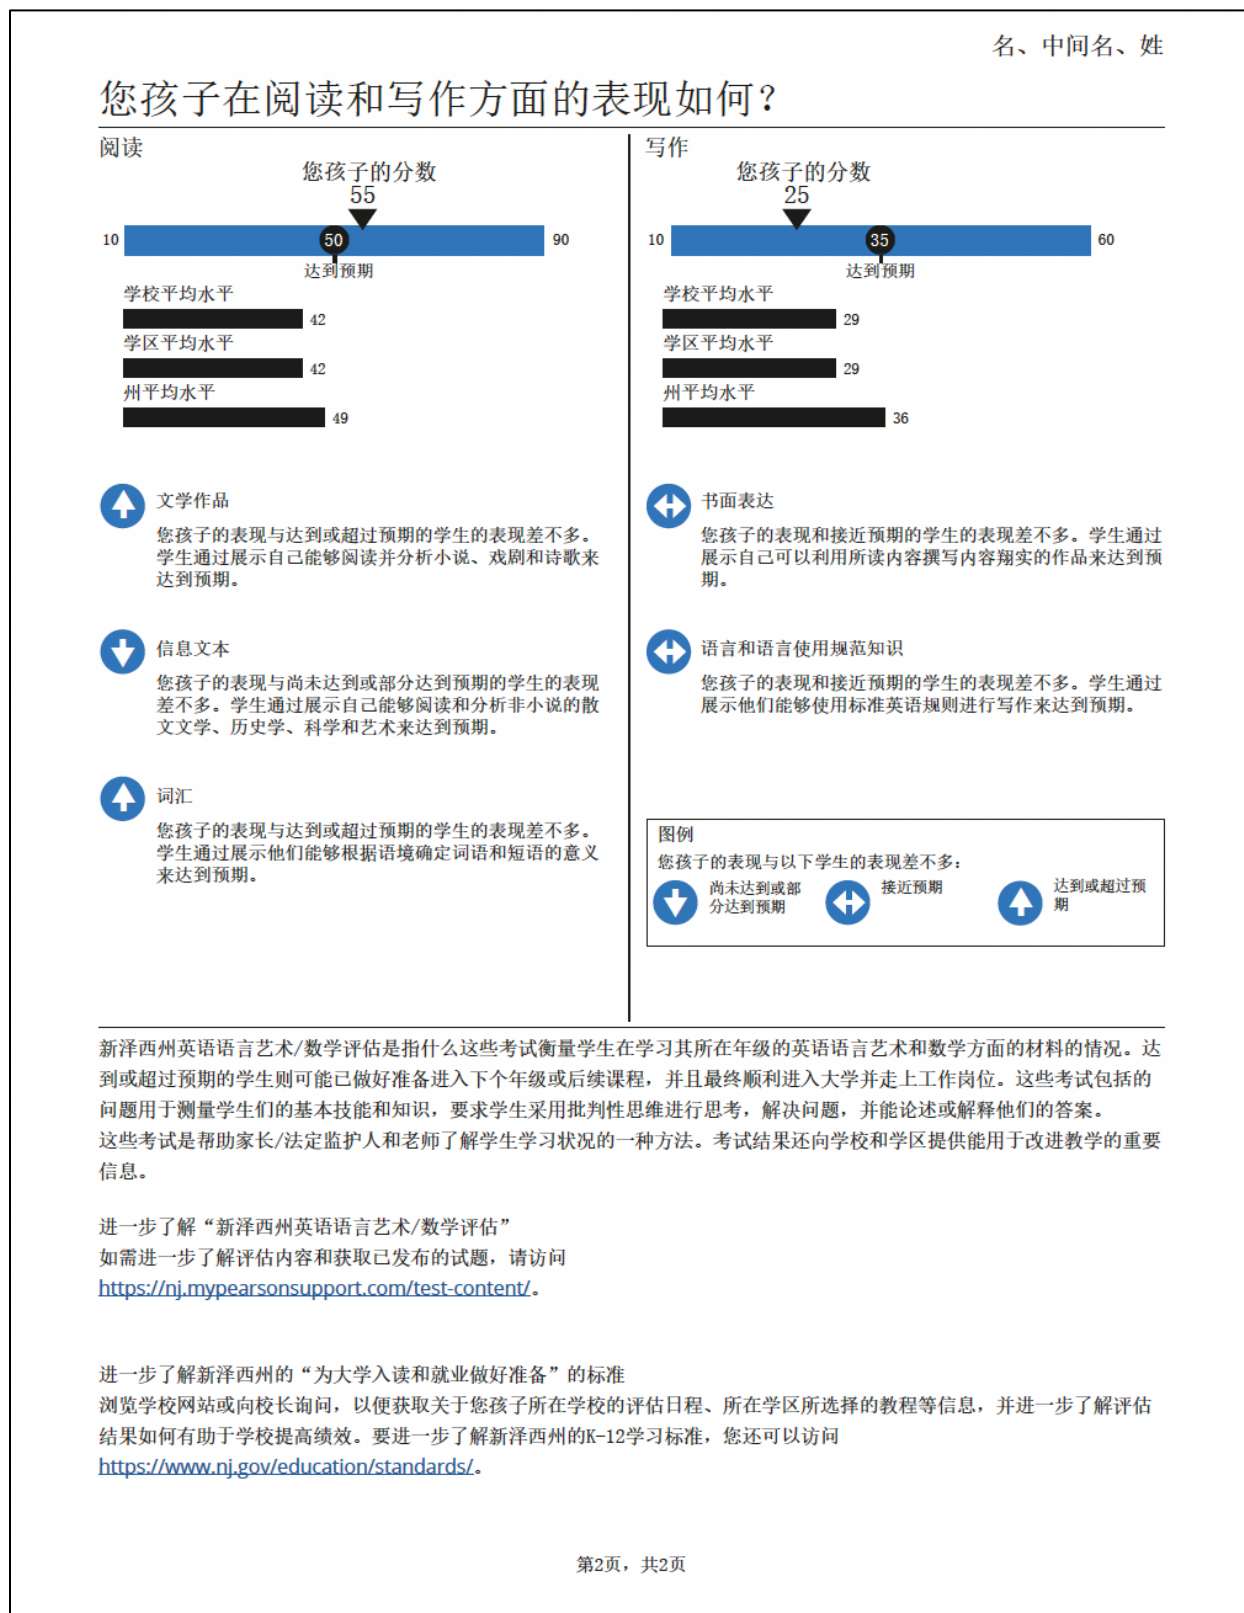 名、中间名、姓
您孩子在阅读和写作方面的表现如何？
阅读
您孩子的分数
55
10
50
90
达到预期
学校平均水平
42
学区平均水平
42
州平均水平
49
文学作品
您孩子的表现与达到或超过预期的学生的表现差不多。
学生通过展示自己能够阅读并分析小说、戏剧和诗歌来
达到预期。
信息文本
您孩子的表现与尚未达到或部分达到预期的学生的表现
差不多。学生通过展示自己能够阅读和分析非小说的散
文文学、历史学、科学和艺术来达到预期。
词汇
您孩子的表现与达到或超过预期的学生的表现差不多。
学生通过展示他们能够根据语境确定词语和短语的意义
来达到预期。
写作
您孩子的分数
25
10
35
60
达到预期
学校平均水平
29
学区平均水平
29
州平均水平
36
书面表达
您孩子的表现和接近预期的学生的表现差不多。学生通过
展示自己可以利用所读内容撰写内容翔实的作品来达到预
期。
语言和语言使用规范知识
您孩子的表现和接近预期的学生的表现差不多。学生通过
展示他们能够使用标准英语规则进行写作来达到预期。
图例
您孩子的表现与以下学生的表现差不多：
尚未达到或部
分达到预期
接近预期
达到或超过预
期
新泽西州英语语言艺术/数学评估是指什么这些考试衡量学生在学习其所在年级的英语语言艺术和数学方面的材料的情况。达
到或超过预期的学生则可能已做好准备进入下个年级或后续课程，并且最终顺利进入大学并走上工作岗位。这些考试包括的
问题用于测量学生们的基本技能和知识，要求学生采用批判性思维进行思考，解决问题，并能论述或解释他们的答案。
这些考试是帮助家长/法定监护人和老师了解学生学习状况的一种方法。考试结果还向学校和学区提供能用于改进教学的重要
信息。
进一步了解“新泽西州英语语言艺术/数学评估”
如需进一步了解评估内容和获取已发布的试题，请访问
https://nj.mypearsonsupport.com/test-content/。
进一步了解新泽西州的“为大学入读和就业做好准备”的标准
浏览学校网站或向校长询问，以便获取关于您孩子所在学校的评估日程、所在学区所选择的教程等信息，并进一步了解评估
结果如何有助于学校提高绩效。要进一步了解新泽西州的K-12学习标准，您还可以访问
https://www.nj.gov/education/standards/。
第2页，共2页